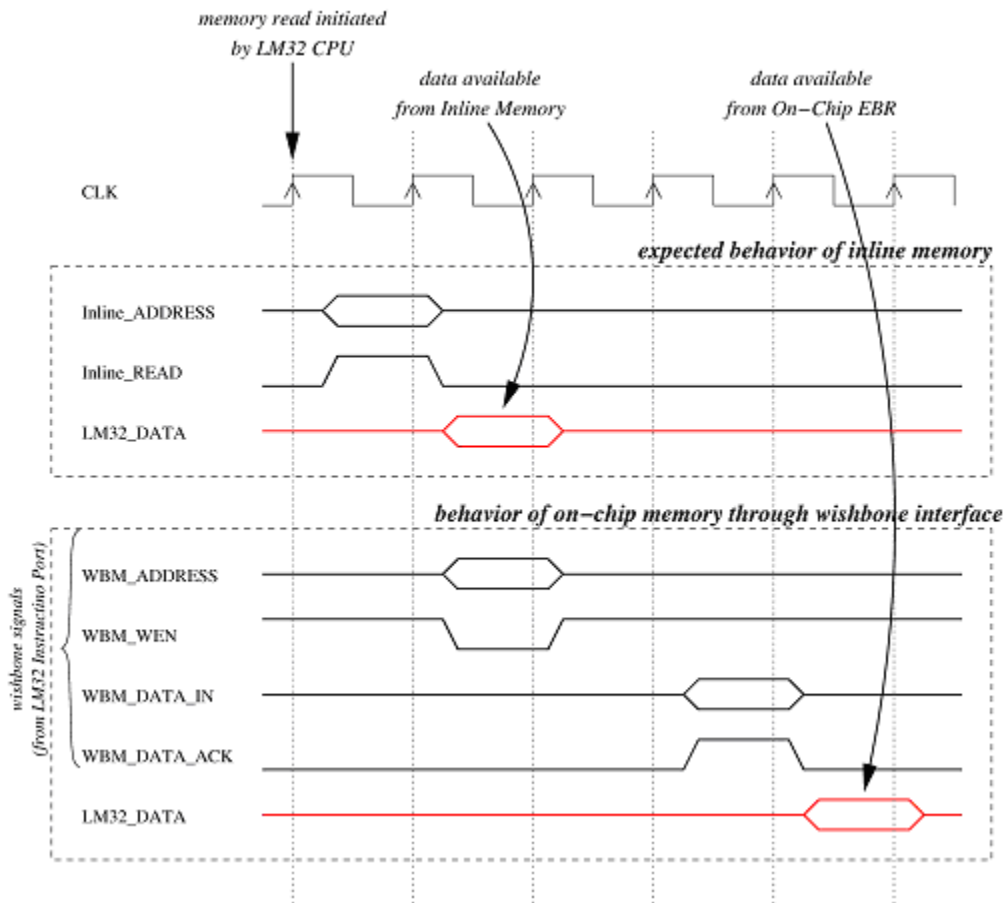 memory read initiated
by LM32 CPU
data available
from Inline Memory
data available
from On-Chip EBR
CLK
expected behavior of inline memory
Inline_ADDRESS
Inline_READ
LM32_DATA
behavior of on-chip memory through wishbone interface
wishbone signals
(from LM32 Instructino Port)
WBM_ADDRESS
WBM_WEN
WBM_DATA_IN
WBM_DATA_ACK
LM32_DATA